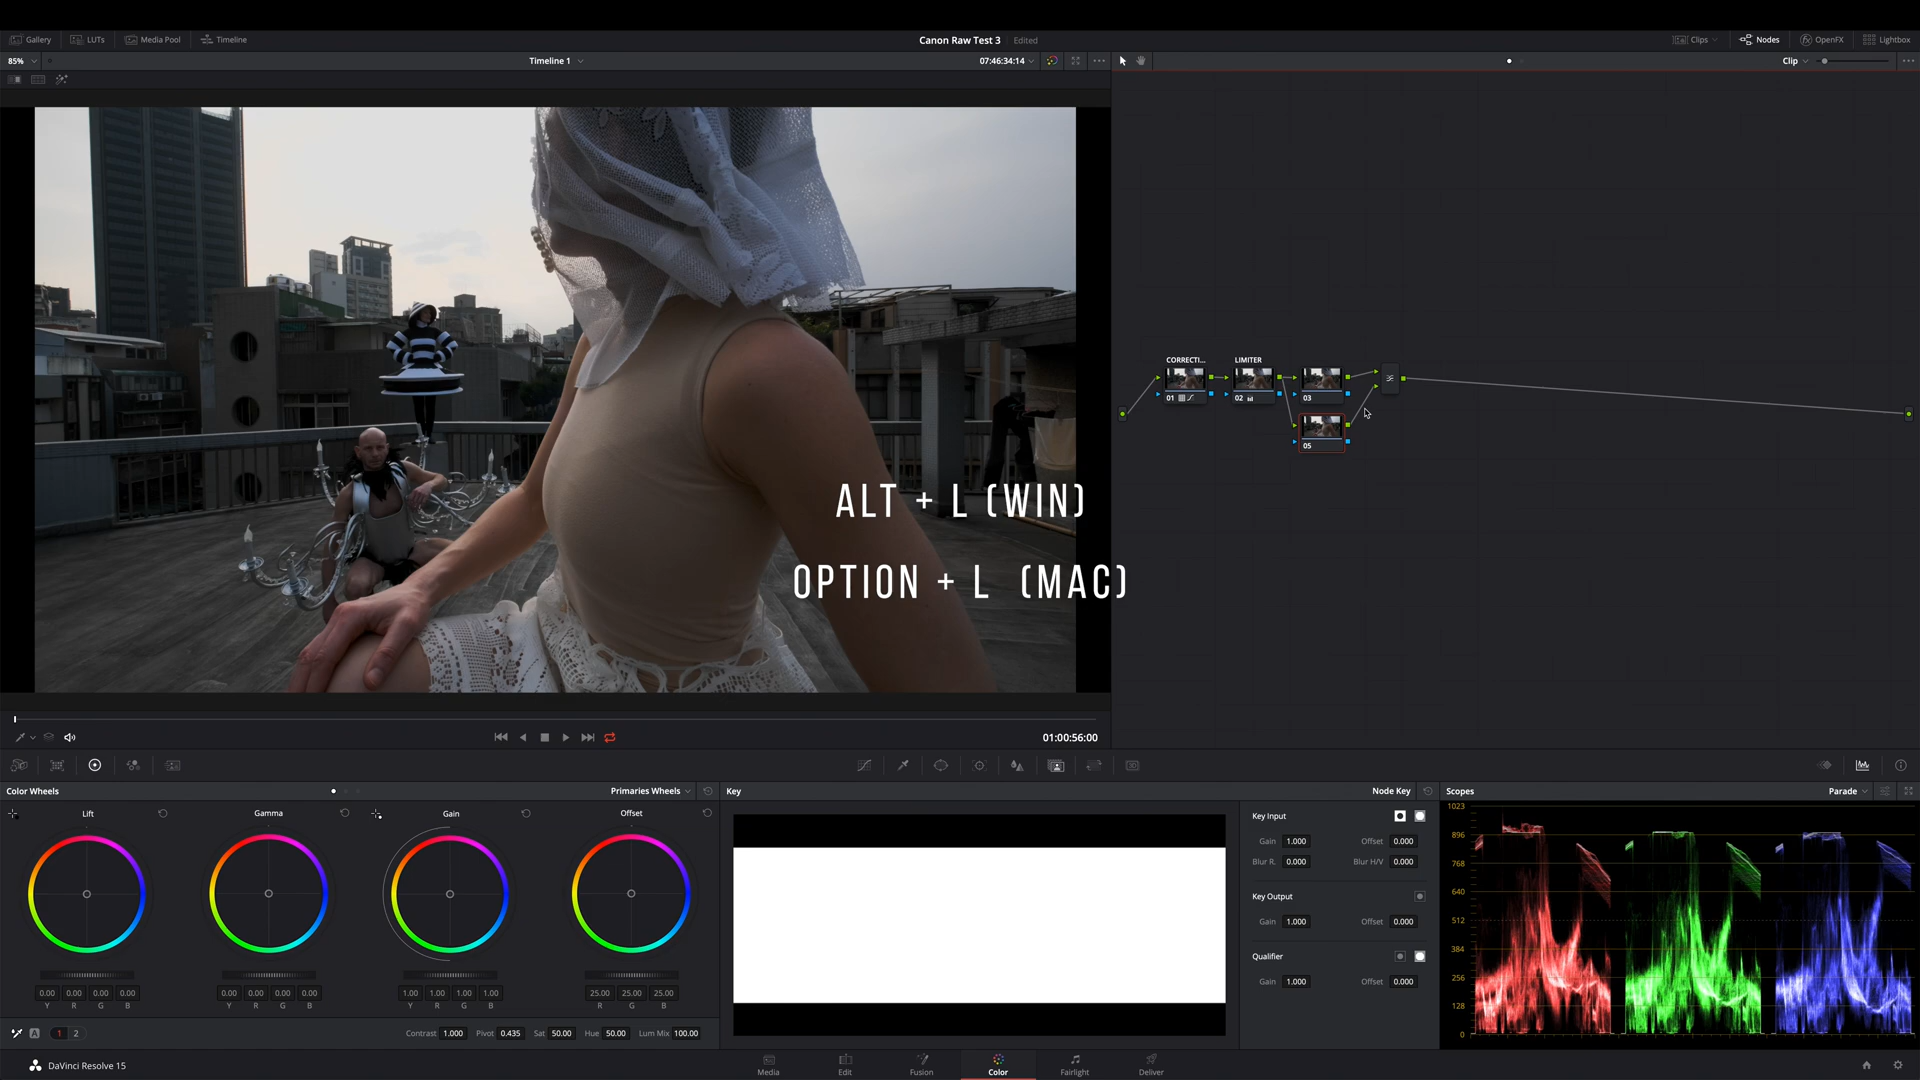 Gallery LUTs Media Pool Timeline Canon Raw Test 3 Edited Clips Nodes OpenFX Lightbox
85% Timeline 1 07:46:34:14 Clip
CORRECTI... LIMITER
01 02 03
05
ALT + L (WIN)
OPTION + L (MAC)
01:00:56:00
Color Wheels Primaries Wheels Key Node Key Scopes Parade
Lift Gamma Gain Offset
Key Input
Gain 1.000 Offset 0.000
Blur R. 0.000 Blur H/V 0.000
Key Output
Gain 1.000 Offset 0.000
Qualifier
Gain 1.000 Offset 0.000
1023
896
768
640
512
384
256
128
0
0.00 0.00 0.00 0.00 0.00 0.00 0.00 0.00 1.00 1.00 1.00 1.00 25.00 25.00 25.00
Y R G B Y R G B Y R G B R G B
A 1 2 Contrast 1.000 Pivot 0.435 Sat 50.00 Hue 50.00 Lum Mix 100.00
DaVinci Resolve 15 Media Edit Fusion Color Fairlight Deliver